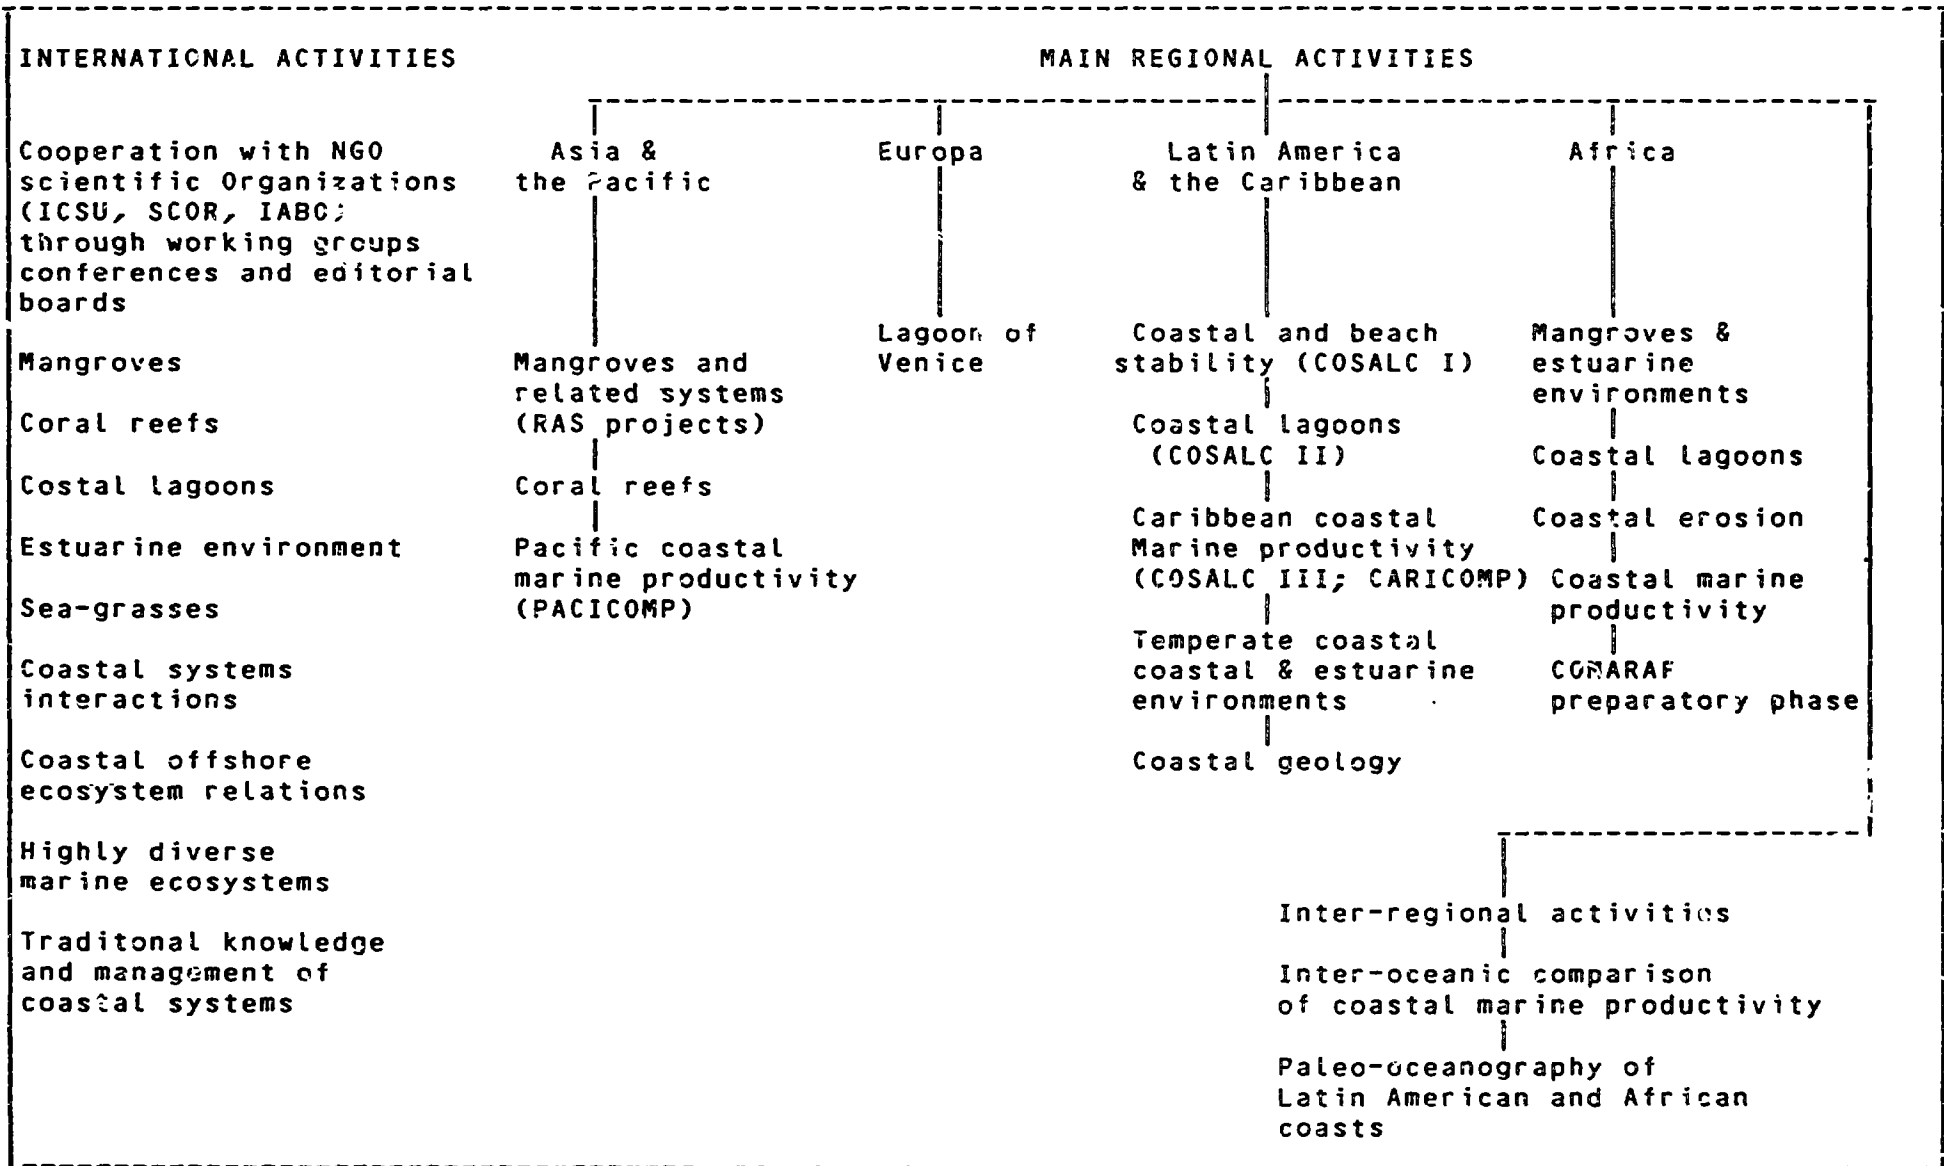 INTERNATIONAL ACTIVITIES
MAIN REGIONAL ACTIVITIES
Cooperation with NGO
scientific Organizations
(ICSU, SCOR, IABO;
through working groups
conferences and editorial
boards
Mangroves
Coral reefs
Costal lagoons
Estuarine environment
Sea-grasses
Coastal systems
interactions
Coastal offshore
ecosystem relations
Highly diverse
marine ecosystems
Traditonal knowledge
and management of
coastal systems
Asia &
the Pacific
Mangroves and
related systems
(RAS projects)
Coral reefs
Pacific coastal
marine productivity
(PACICOMP)
Europa
Lagoon of
Venice
Latin America
& the Caribbean
Coastal and beach
stability (COSALC I)
Coastal lagoons
(COSALC II)
Caribbean coastal
Marine productivity
(COSALC III; CARICOMP)
Temperate coastal
coastal & estuarine
environments
Coastal geology
Africa
Mangroves &
estuarine
environments
Coastal lagoons
Coastal erosion
Coastal marine
productivity
COMARAF
preparatory phase
Inter-regional activities
Inter-oceanic comparison
of coastal marine productivity
Paleo-oceanography of
Latin American and African
coasts